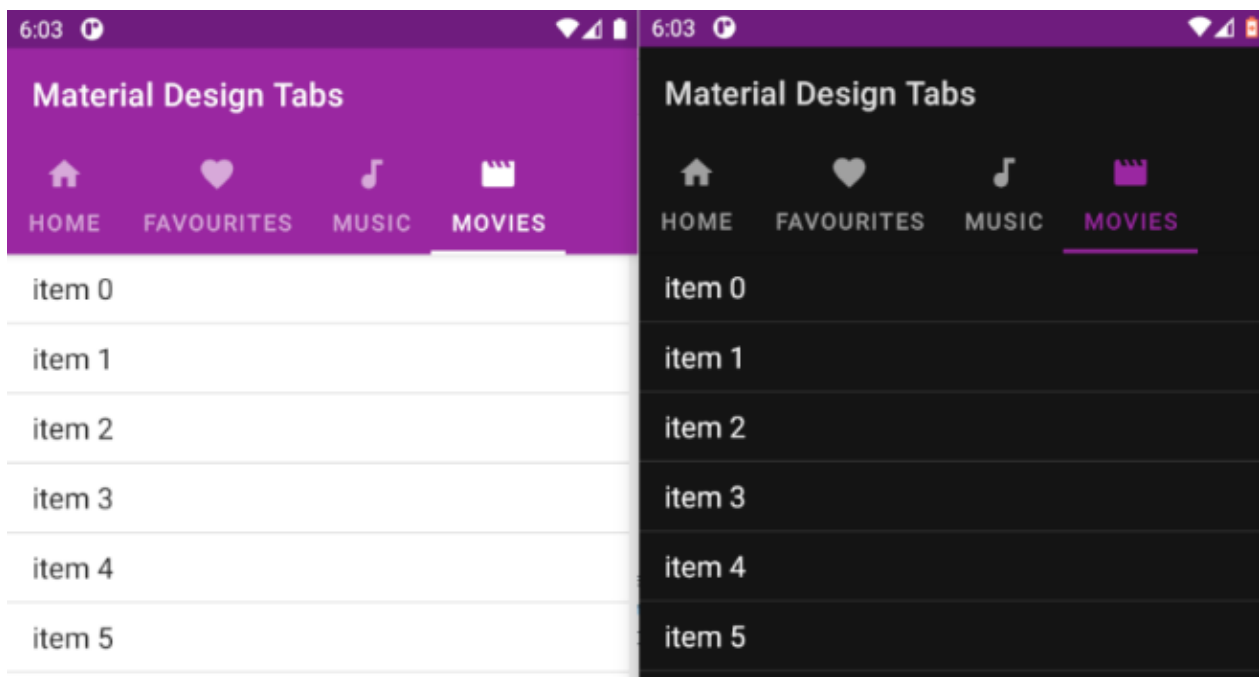 6:03
Material Design Tabs
HOME FAVOURITES MUSIC MOVIES
item 0
item 1
item 2
item 3
item 4
item 5
6:03
Material Design Tabs
HOME FAVOURITES MUSIC MOVIES
item 0
item 1
item 2
item 3
item 4
item 5